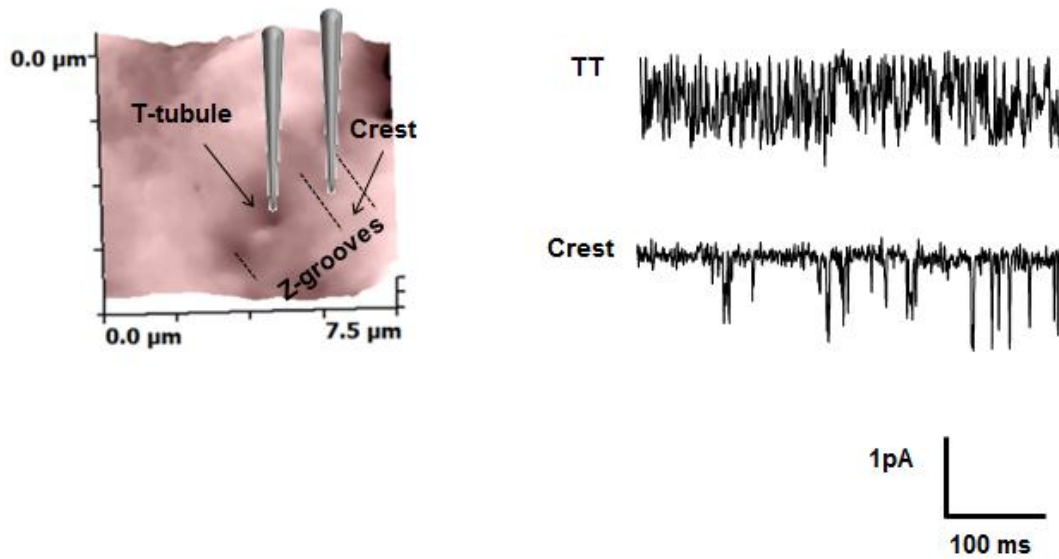 0.0 µm
T-tubule
Crest
Z-grooves
0.0 µm
7.5 µm
TT
Crest
1pA
100 ms